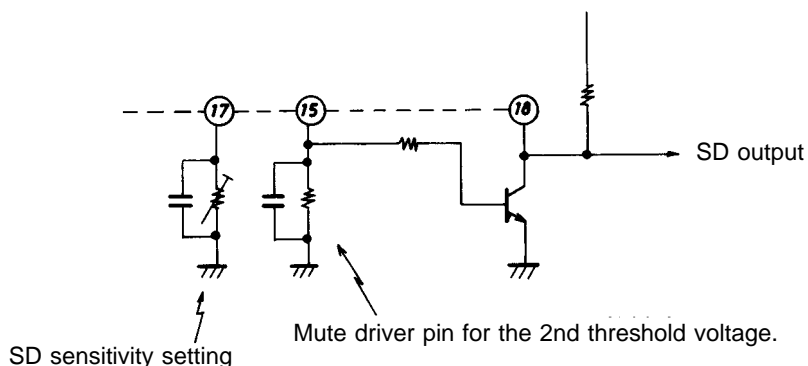 17 15 18
SD output
Mute driver pin for the 2nd threshold voltage.
SD sensitivity setting